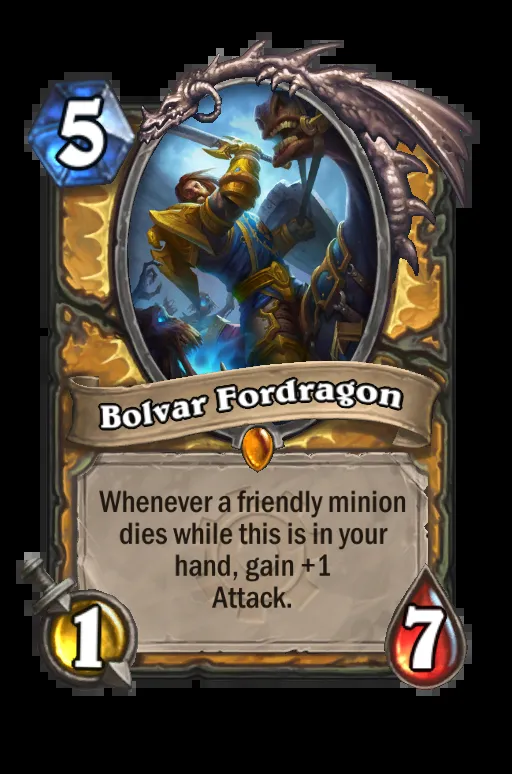 5
Bolvar Fordragon
Whenever a friendly minion
dies while this is in your
hand, gain +1
Attack.
1
7